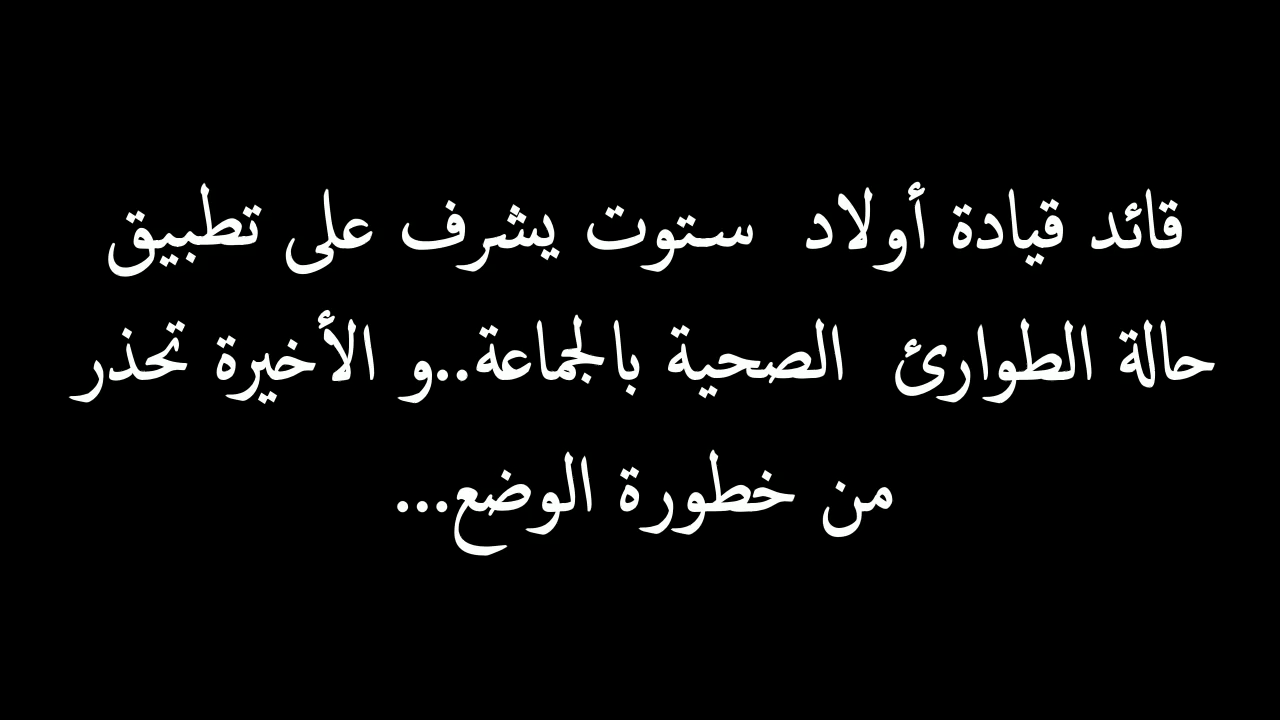 قائد قيادة أولاد ستوت يشرف على تطبيق
حالة الطوارئ الصحية بالجماعة..و الأخيرة تحذر
من خطورة الوضع...